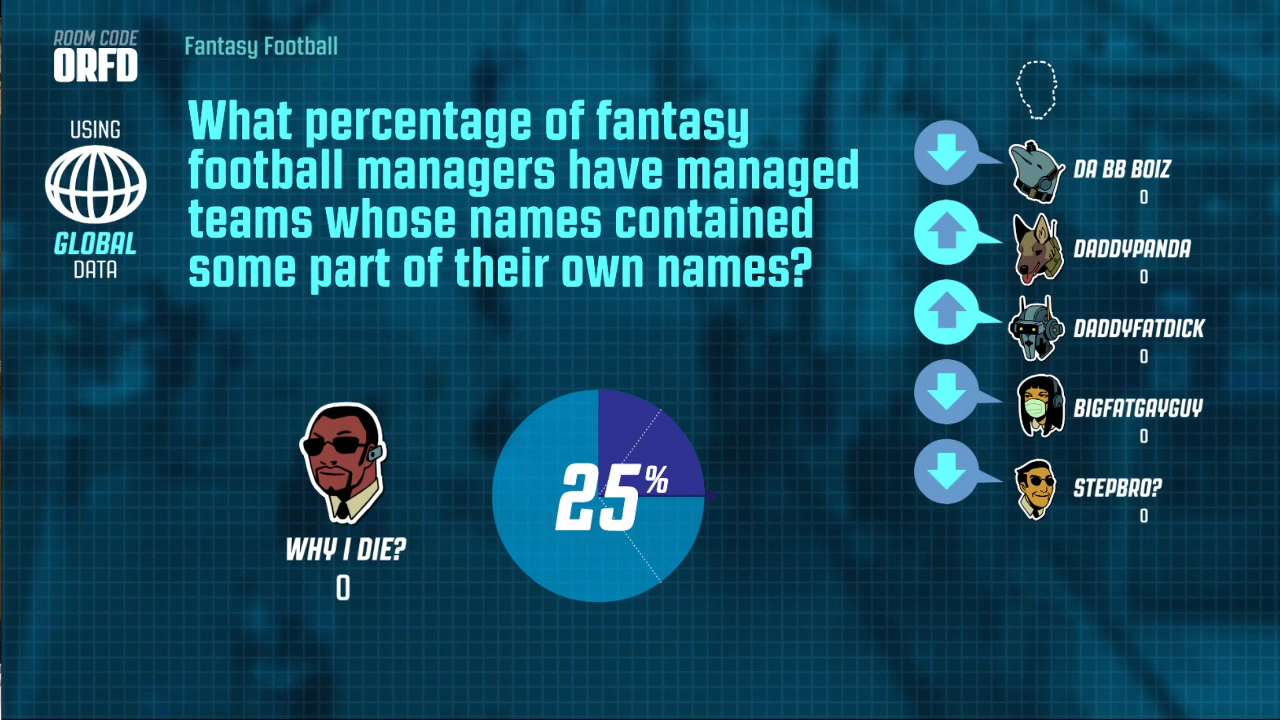 ROOM CODE
ORFD
Fantasy Football
USING
GLOBAL
DATA
What percentage of fantasy
football managers have managed
teams whose names contained
some part of their own names?
WHY I DIE?
0
25%
DA BB BOIZ
0
DADDYPANDA
0
DADDYFATDICK
0
BIGFATGAYGUY
0
STEPBRO?
0